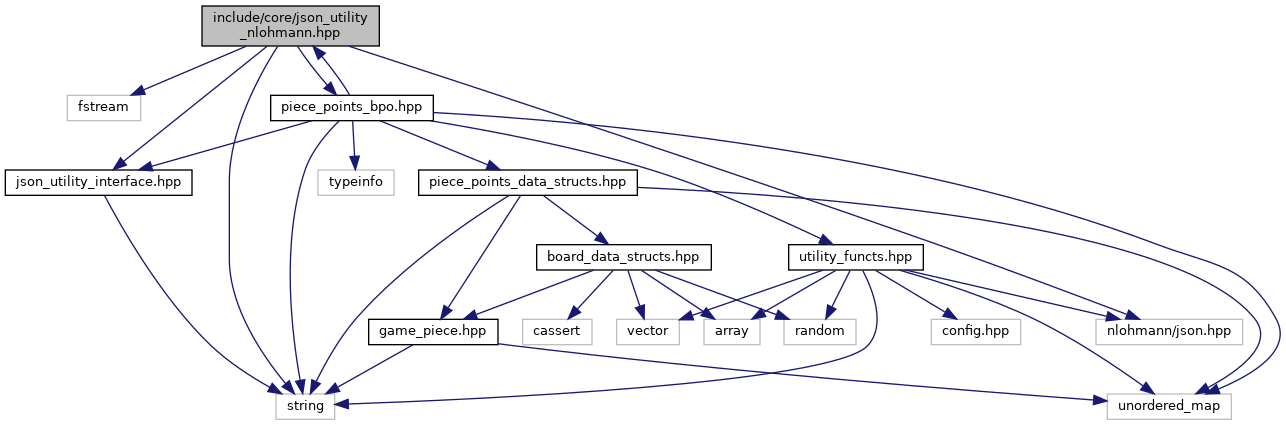 include/core/json_utility
_nlohmann.hpp
fstream
piece_points_bpo.hpp
json_utility_interface.hpp
typeinfo
piece_points_data_structs.hpp
board_data_structs.hpp
utility_functs.hpp
game_piece.hpp
cassert
vector
array
random
config.hpp
nlohmann/json.hpp
string
unordered_map